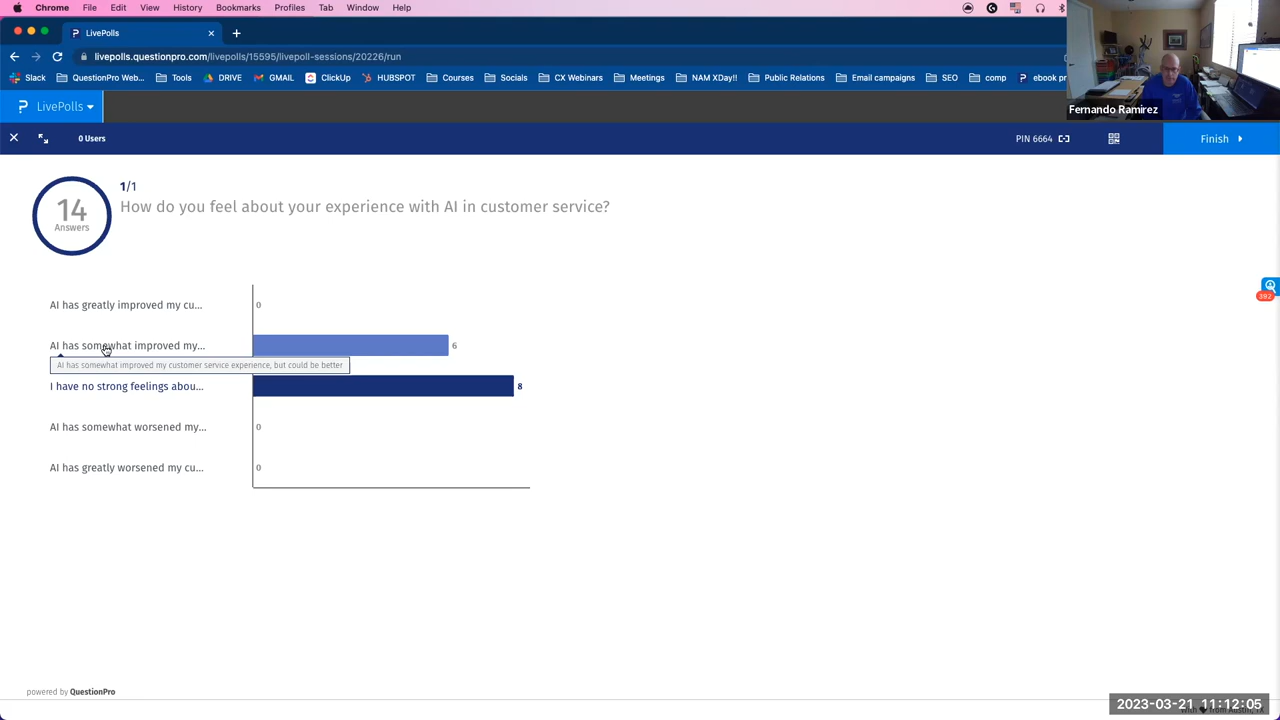 Chrome File Edit View History Bookmarks Profiles Tab Window Help
LivePolls
livepolls.questionpro.com/livepolls/15595/livepoll-sessions/20226/run
Slack QuestionPro Web... Tools DRIVE GMAIL ClickUp HUBSPOT Courses Socials CX Webinars Meetings NAM XDay!! Public Relations Email campaigns SEO comp ebook pr
Fernando Ramirez
LivePolls
0 Users PIN 6664 Finish
1/1
14
Answers
How do you feel about your experience with AI in customer service?
AI has greatly improved my cu... 0
AI has somewhat improved my... 6
AI has somewhat improved my customer service experience, but could be better
I have no strong feelings abou... 8
392
AI has somewhat worsened my... 0
AI has greatly worsened my cu... 0
powered by QuestionPro
2023-03-21 11:12:05